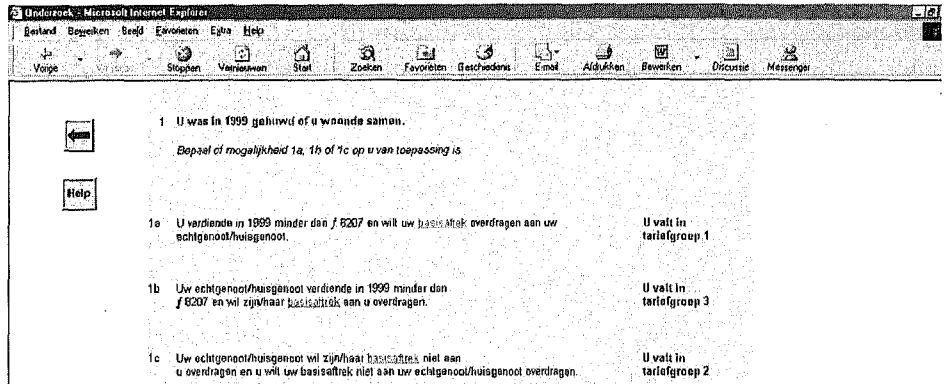 Onderzoek - Microsoft Internet Explorer
Bestand Bewerken Beeld Favorieten Extra Help
Vorige Stoppen Vernieuwen Start Zoeken Favorieten Geschiedenis E-mail Afdrukken Bewerken Discussie Messenger
1 U was in 1999 gehuwd of u woonde samen.
Bepaal of mogelijkheid 1a, 1b of 1c op u van toepassing is
Help
1a U verdiende in 1999 minder dan ƒ 8207 en wilt uw basisaftrek overdragen aan uw
echtgenoot/huisgenoot.
U valt in
tariefgroep 1
1b Uw echtgenoot/huisgenoot verdiende in 1999 minder dan
ƒ 8207 en wil zijn/haar basisaftrek aan u overdragen.
U valt in
tariefgroep 3
1c Uw echtgenoot/huisgenoot wil zijn/haar basisaftrek niet aan
u overdragen en u wilt uw basisaftrek niet aan uw echtgenoot/huisgenoot overdragen.
U valt in
tariefgroep 2